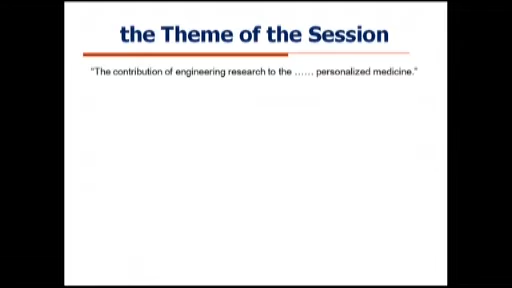 the Theme of the Session
"The contribution of engineering research to the ...... personalized medicine."